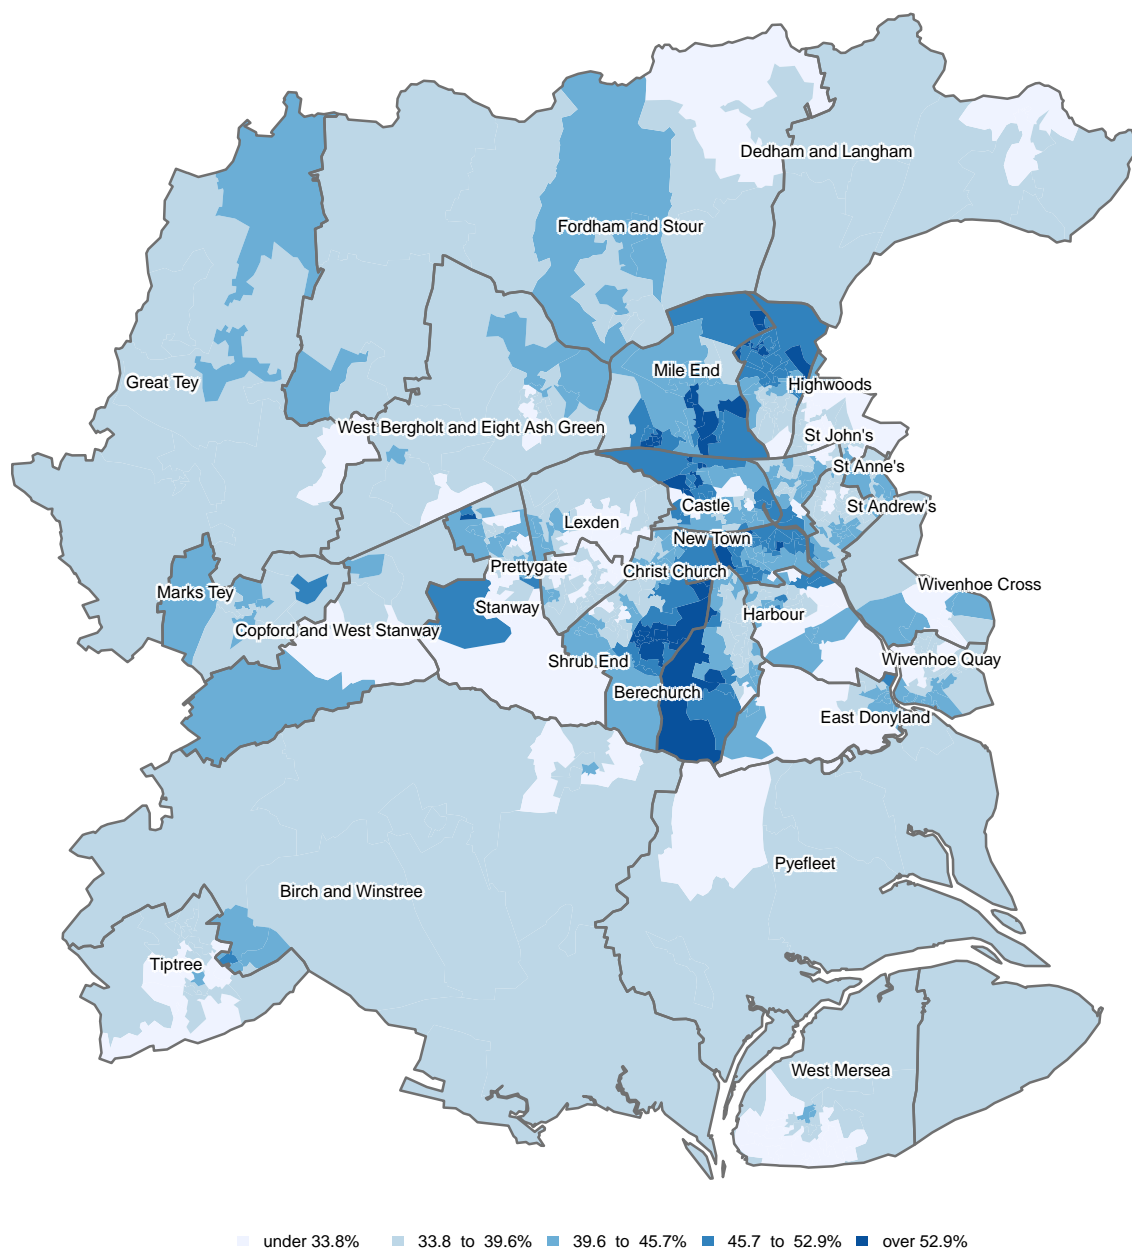 Dedham and Langham
Fordham and Stour
Mile End
Great Tey
Highwoods
West Bergholt and Eight Ash Green
St John's
St Anne's
Castle
St Andrew's
Lexden
New Town
Prettygate
Christ Church
Wivenhoe Cross
Marks Tey
Stanway
Harbour
Copford and West Stanway
Shrub End
Wivenhoe Quay
Berechurch
East Donyland
Pyefleet
Birch and Winstree
Tiptree
West Mersea
under 33.8% 33.8 to 39.6% 39.6 to 45.7% 45.7 to 52.9% over 52.9%